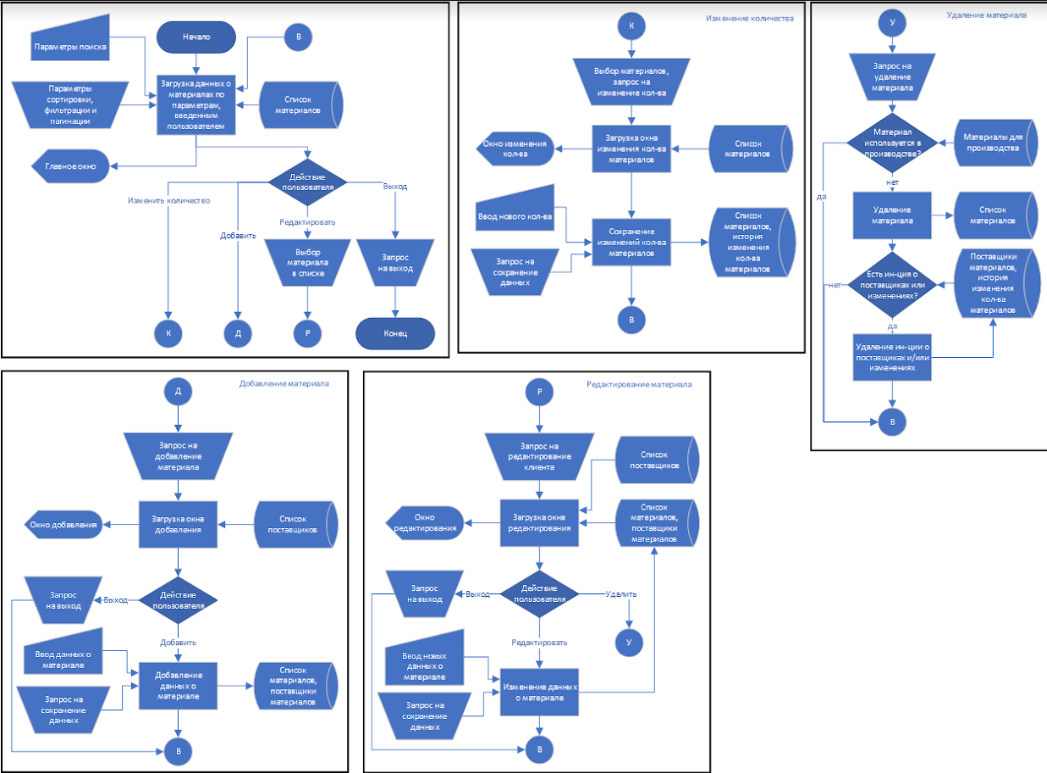 Параметры поиска
Начало
В
Параметры
сортировки,
фильтрации и
пагинации
Загрузка данных о
материалах по
параметрам,
введенным
пользователем
Список
материалов
Главное окно
Действие
пользователя
Изменить количество
Добавить
Редактировать
Выход
Выбор
материала
в списке
Запрос
на выход
К
Д
Р
Конец
Изменение количества
К
Выбор материалов,
запрос на
изменение кол-ва
Окно изменения
кол-ва
Загрузка окна
изменения кол-ва
материалов
Список
материалов
Ввод нового кол-ва
Запрос на
сохранение
данных
Сохранение
изменений кол-ва
материалов
Список
материалов,
история
изменения
кол-ва
материалов
В
Удаление материала
У
Запрос на
удаление
материала
Материал
используется в
производстве?
Материалы для
производства
да
нет
Удаление
материала
Список
материалов
Есть ин-ция о
поставщиках или
изменениях?
Поставщики
материалов,
история
изменения
кол-ва
материалов
нет
да
Удаление ин-ции о
поставщиках и/или
изменениях
В
Добавление материала
Д
Запрос на
добавление
материала
Окно добавления
Загрузка окна
добавления
Список
поставщиков
Запрос
на выход
Выход
Действие
пользователя
Добавить
Ввод данных о
материале
Запрос на
сохранение
данных
Добавление
данных о
материале
Список
материалов,
поставщики
материалов
В
Редактирование материала
Р
Запрос на
редактирование
клиента
Список
поставщиков
Окно
редактирования
Загрузка окна
редактирования
Список
материалов,
поставщики
материалов
Запрос
на выход
Выход
Действие
пользователя
Удалить
У
Редактировать
Ввод новых
данных о
материале
Запрос на
сохранение
данных
Изменение данных
о материале
В